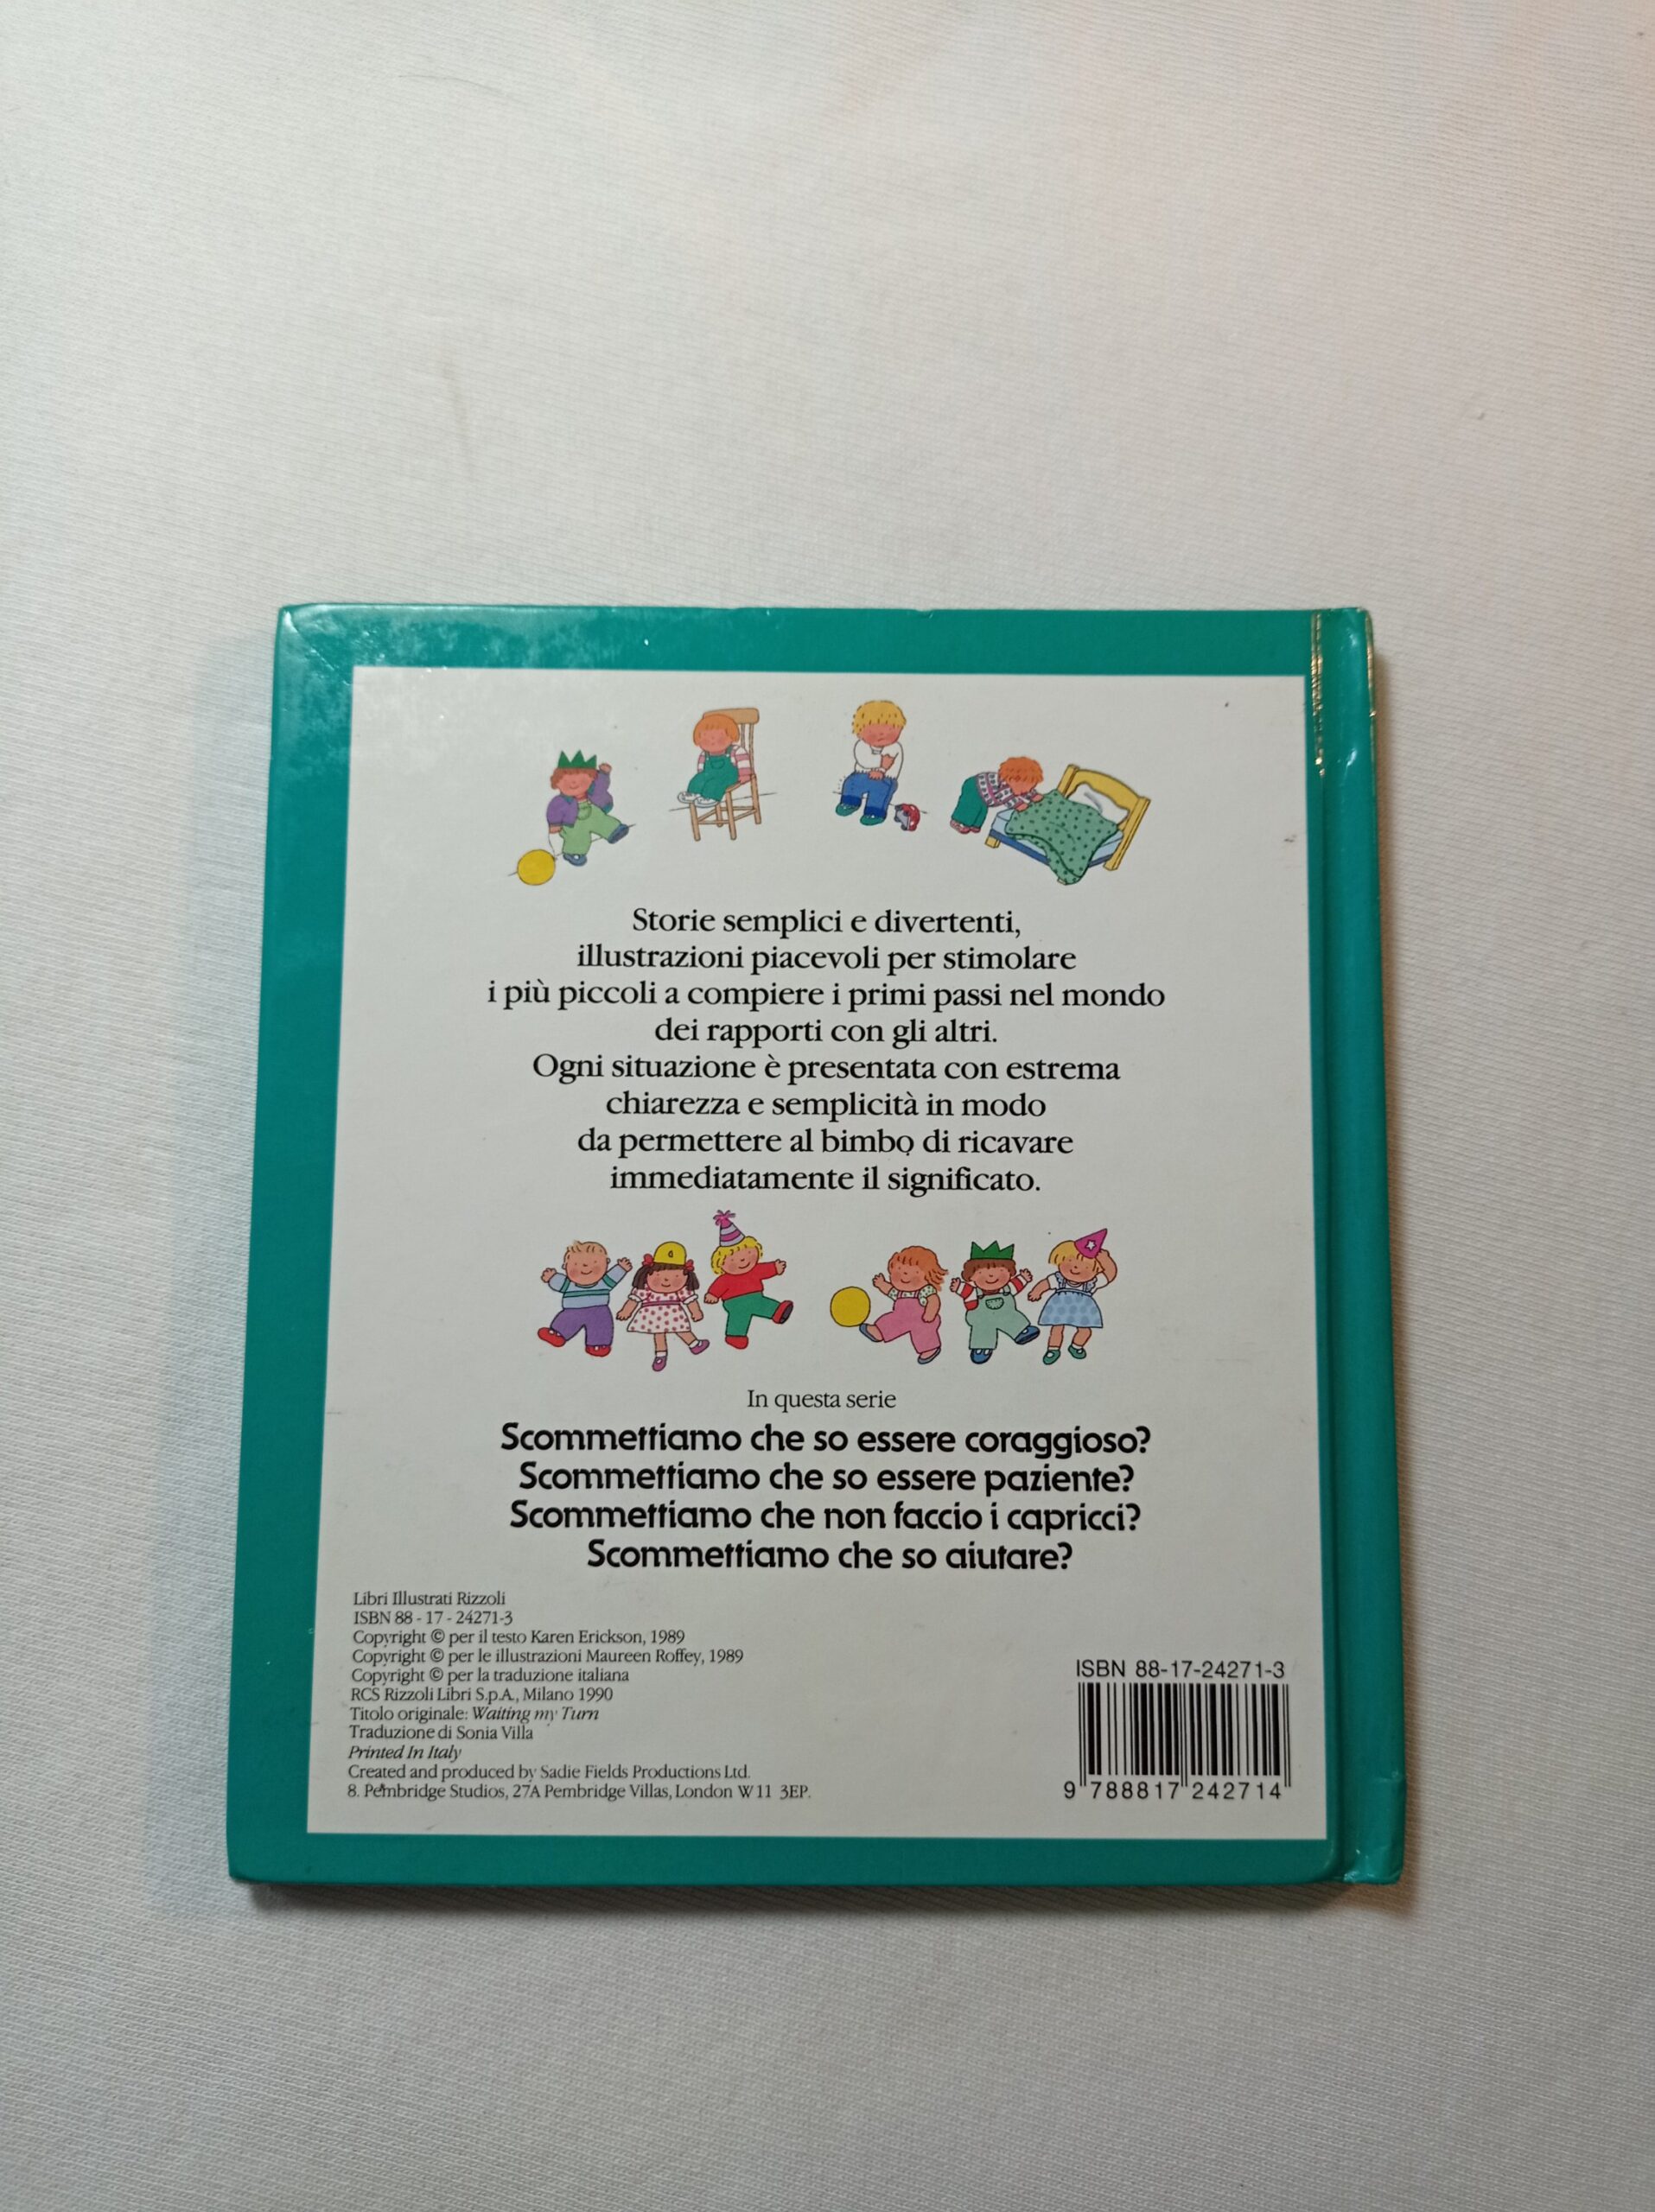 Storie semplici e divertenti,
illustrazioni piacevoli per stimolare
i più piccoli a compiere i primi passi nel mondo
dei rapporti con gli altri.
Ogni situazione è presentata con estrema
chiarezza e semplicità in modo
da permettere al bimbo di ricavare
immediatamente il significato.
In questa serie
Scommettiamo che so essere coraggioso?
Scommettiamo che so essere paziente?
Scommettiamo che non faccio i capricci?
Scommettiamo che so aiutare?
Libri Illustrati Rizzoli
ISBN 88 - 17 - 24271-3
Copyright © per il testo Karen Erickson, 1989
Copyright © per le illustrazioni Maureen Roffey, 1989
Copyright © per la traduzione italiana
RCS Rizzoli Libri S.p.A., Milano 1990
Titolo originale: Waiting my Turn
Traduzione di Sonia Villa
Printed In Italy
Created and produced by Sadie Fields Productions Ltd.
8. Pembridge Studios, 27A Pembridge Villas, London W 11 3EP.
ISBN 88-17-24271-3
9 788817 242714